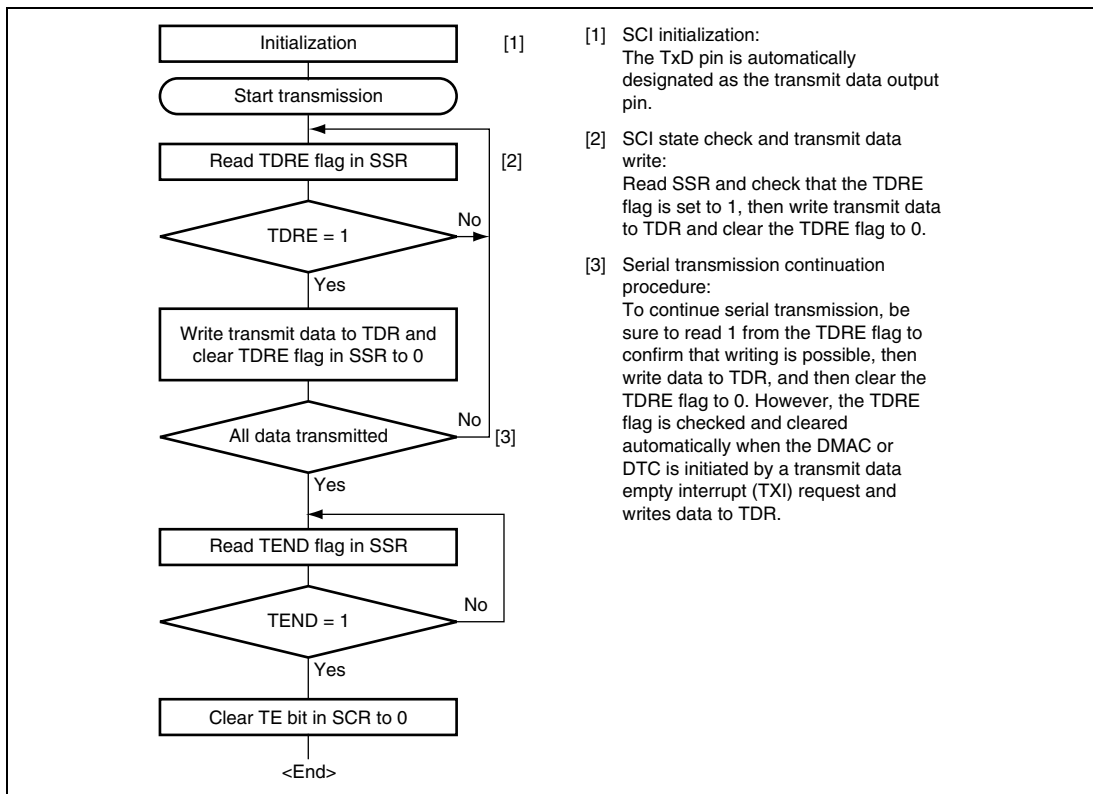 Initialization
[1]
Start transmission
Read TDRE flag in SSR
[2]
TDRE = 1
No
Yes
Write transmit data to TDR and
clear TDRE flag in SSR to 0
All data transmitted
No
[3]
Yes
Read TEND flag in SSR
TEND = 1
No
Yes
Clear TE bit in SCR to 0
<End>
[1] SCI initialization:
The TxD pin is automatically
designated as the transmit data output
pin.
[2] SCI state check and transmit data
write:
Read SSR and check that the TDRE
flag is set to 1, then write transmit data
to TDR and clear the TDRE flag to 0.
[3] Serial transmission continuation
procedure:
To continue serial transmission, be
sure to read 1 from the TDRE flag to
confirm that writing is possible, then
write data to TDR, and then clear the
TDRE flag to 0. However, the TDRE
flag is checked and cleared
automatically when the DMAC or
DTC is initiated by a transmit data
empty interrupt (TXI) request and
writes data to TDR.